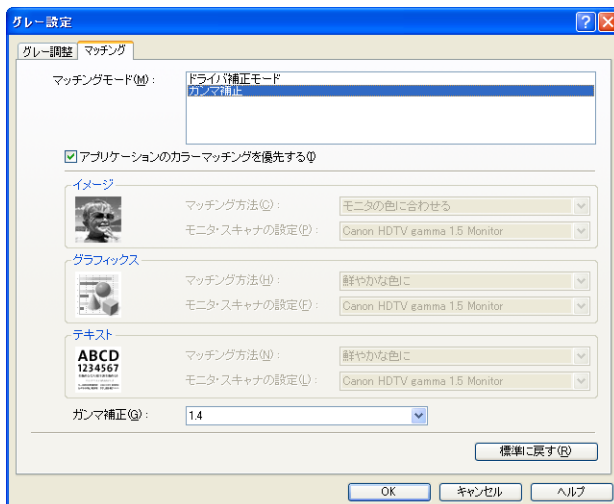 グレー設定
グレー調整 マッチング
マッチングモード(M):
ドライバ補正モード
ガンマ補正
アプリケーションのカラーマッチングを優先する(I)
イメージ
マッチング方法(C): モニタの色に合わせる
モニタ・スキャナの設定(P): Canon HDTV gamma 1.5 Monitor
グラフィックス
マッチング方法(H): 鮮やかな色に
モニタ・スキャナの設定(F): Canon HDTV gamma 1.5 Monitor
テキスト
ABCD
1234567
マッチング方法(N): 鮮やかな色に
モニタ・スキャナの設定(L): Canon HDTV gamma 1.5 Monitor
ガンマ補正(G): 1.4
標準に戻す(R)
OK キャンセル ヘルプ